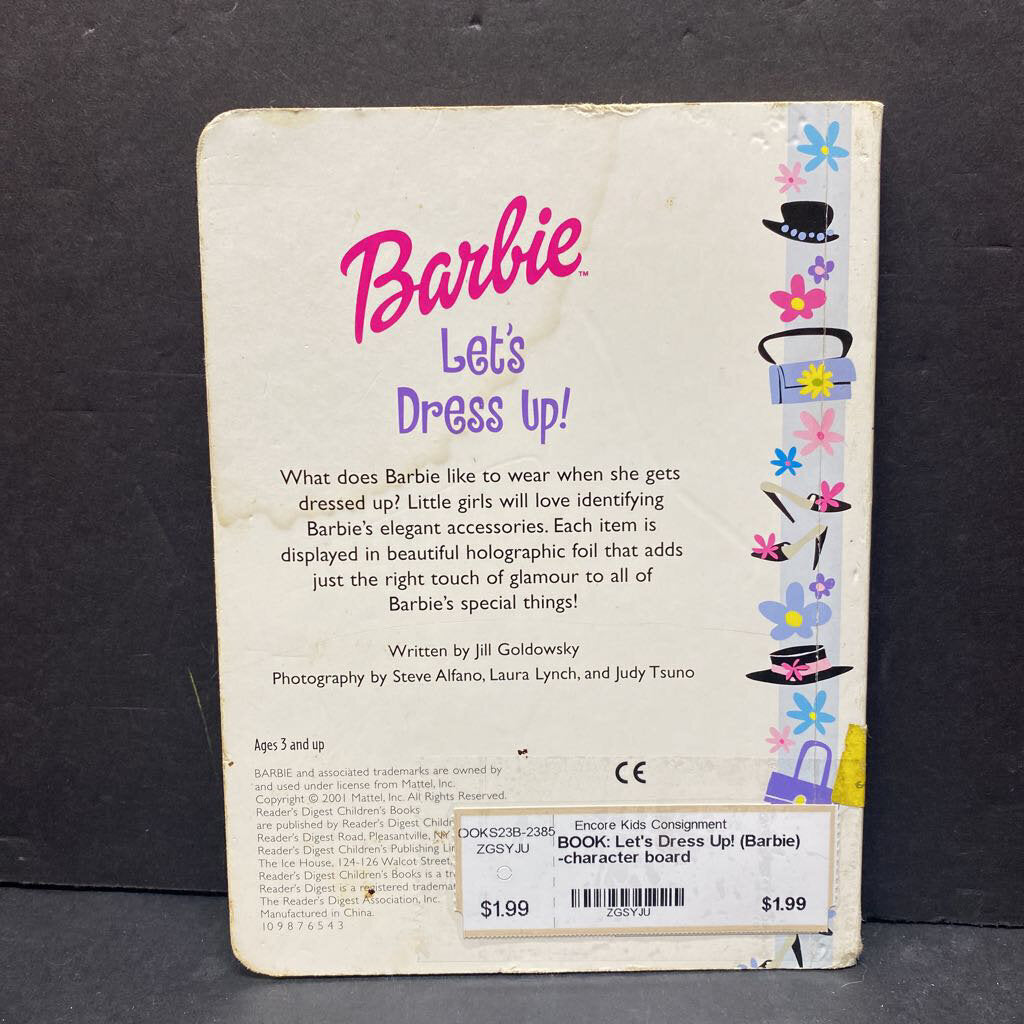 Barbie™
Let's
Dress Up!
What does Barbie like to wear when she gets
dressed up? Little girls will love identifying
Barbie's elegant accessories. Each item is
displayed in beautiful holographic foil that adds
just the right touch of glamour to all of
Barbie's special things!
Written by Jill Goldowsky
Photography by Steve Alfano, Laura Lynch, and Judy Tsuno
Ages 3 and up
BARBIE and associated trademarks are owned by
and used under license from Mattel, Inc.
Copyright © 2001 Mattel, Inc. All Rights Reserved.
Reader's Digest Children's Books
are published by Reader's Digest
Reader's Digest Road, Pleasantville, NY
Reader's Digest Children's Publishing
The Ice House, 124-126 Walcot Street,
Reader's Digest Children's Books is a
Reader's Digest is a registered
The Reader's Digest Association, Inc.
Manufactured in China.
10 9 8 7 6 5 4 3
CE
OOKS23B-2385
ZGSYJU
$1.99
Encore Kids Consignment
BOOK: Let's Dress Up! (Barbie)
-character board
ZGSYJU
$1.99